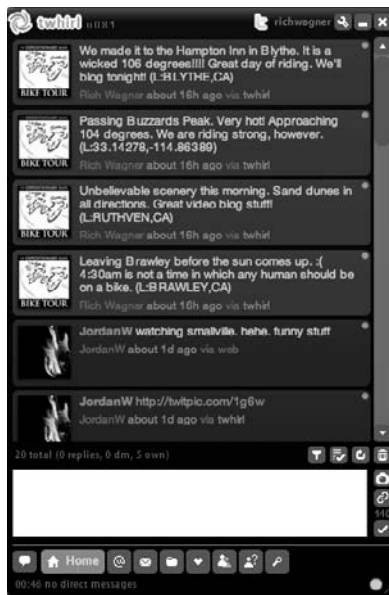 twhirl v0.8.1
richwagner
We made it to the Hampton Inn in Blythe. It is a
wicked 106 degrees!!!! Great day of riding. We'll
blog tonight! (L:BLYTHE,CA)
Rich Wagner about 16h ago via twhirl
BIKE TOUR
Passing Buzzards Peak. Very hot! Approaching
104 degrees. We are riding strong, however.
(L:33.14278,-114.86389)
Rich Wagner about 16h ago via twhirl
BIKE TOUR
Unbelievable scenery this morning. Sand dunes in
all directions. Great video blog stuff!
(L:RUTHVEN,CA)
Rich Wagner about 16h ago via twhirl
BIKE TOUR
Leaving Brawley before the sun comes up. :(
4:30am is not a time in which any human should be
on a bike. (L:BRAWLEY,CA)
Rich Wagner about 16h ago via twhirl
BIKE TOUR
JordanW watching smallville. hehe. funny stuff
JordanW about 1d ago via web
JordanW http://twitpic.com/1g6w
JordanW about 1d ago via twhirl
20 total (0 replies, 0 dm, 5 own)
140
Home
00:46 no direct messages